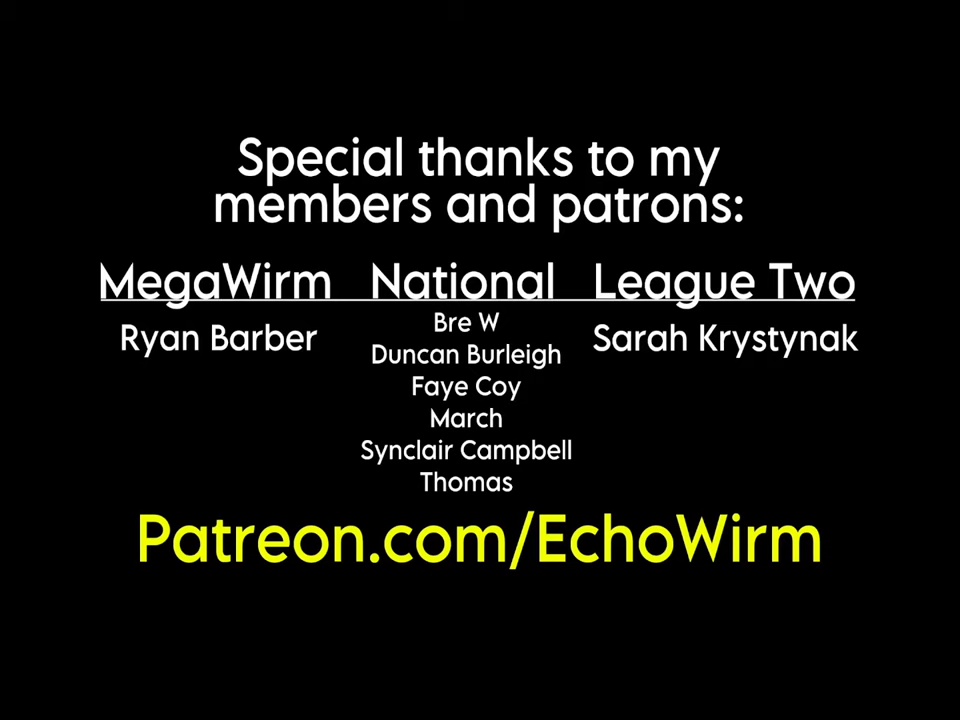 Special thanks to my
members and patrons:
MegaWirm National League Two
Ryan Barber
Bre W
Duncan Burleigh
Faye Coy
March
Synclair Campbell
Thomas
Sarah Krystynak
Patreon.com/EchoWirm